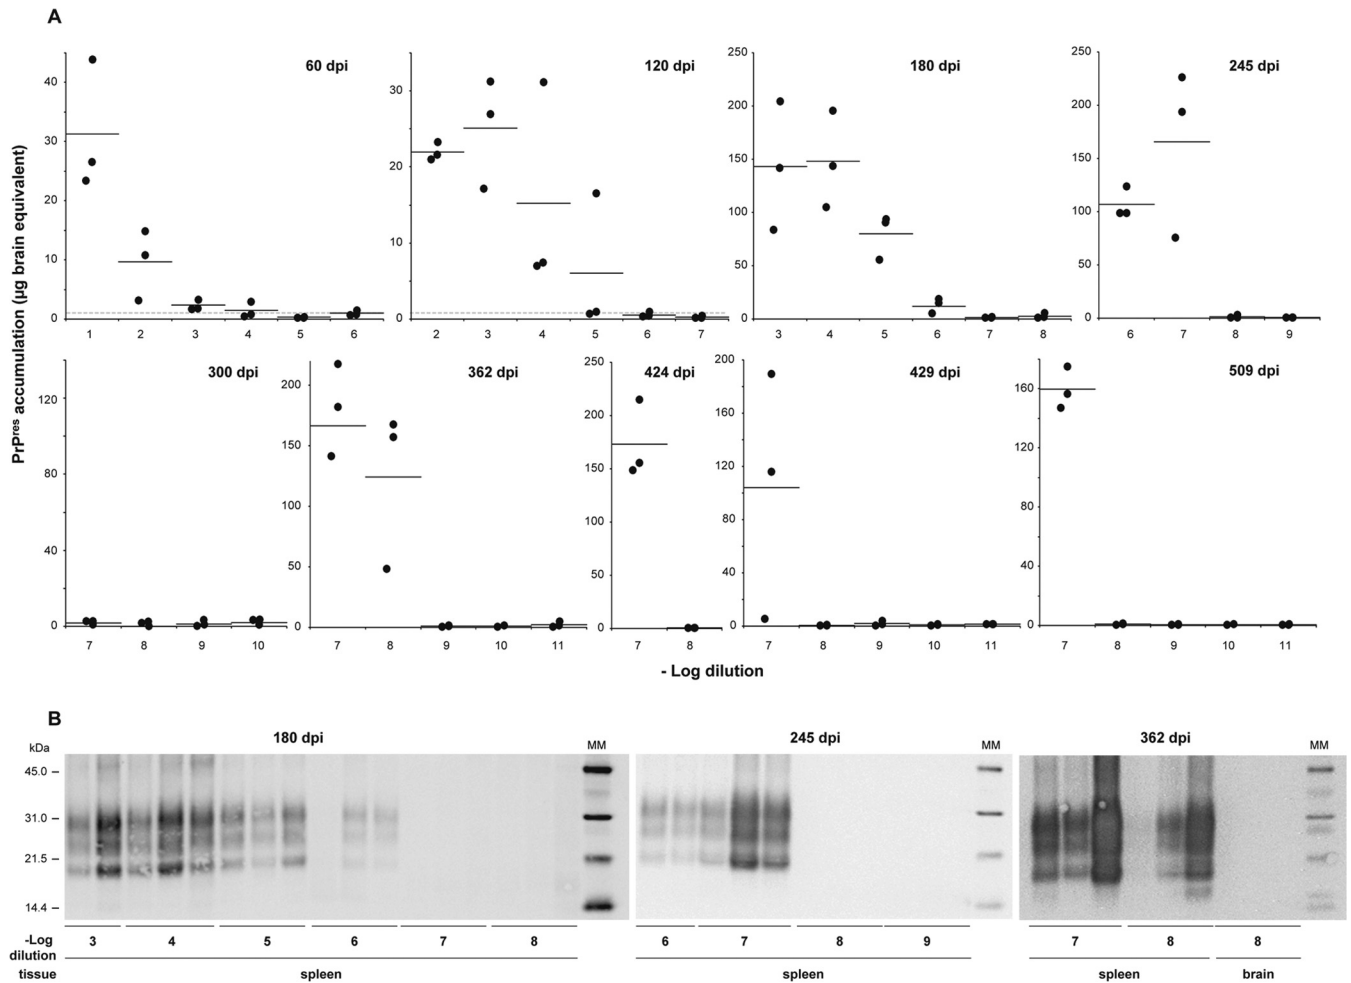 A
PrPres accumulation (µg brain equivalent)
60 dpi
40
30
20
10
0
1 2 3 4 5 6
120 dpi
30
20
10
0
2 3 4 5 6 7
180 dpi
250
200
150
100
50
0
3 4 5 6 7 8
245 dpi
250
200
150
100
50
0
6 7 8 9
300 dpi
120
80
40
0
7 8 9 10
362 dpi
200
150
100
50
0
7 8 9 10 11
424 dpi
250
200
150
100
50
0
7 8
429 dpi
200
160
120
80
40
0
7 8 9 10 11
509 dpi
160
120
80
40
0
7 8 9 10 11
- Log dilution
B
180 dpi 245 dpi 362 dpi
kDa MM MM MM
45.0
31.0
21.5
14.4
-Log dilution 3 4 5 6 7 8 6 7 8 9 7 8 8
tissue spleen spleen spleen brain